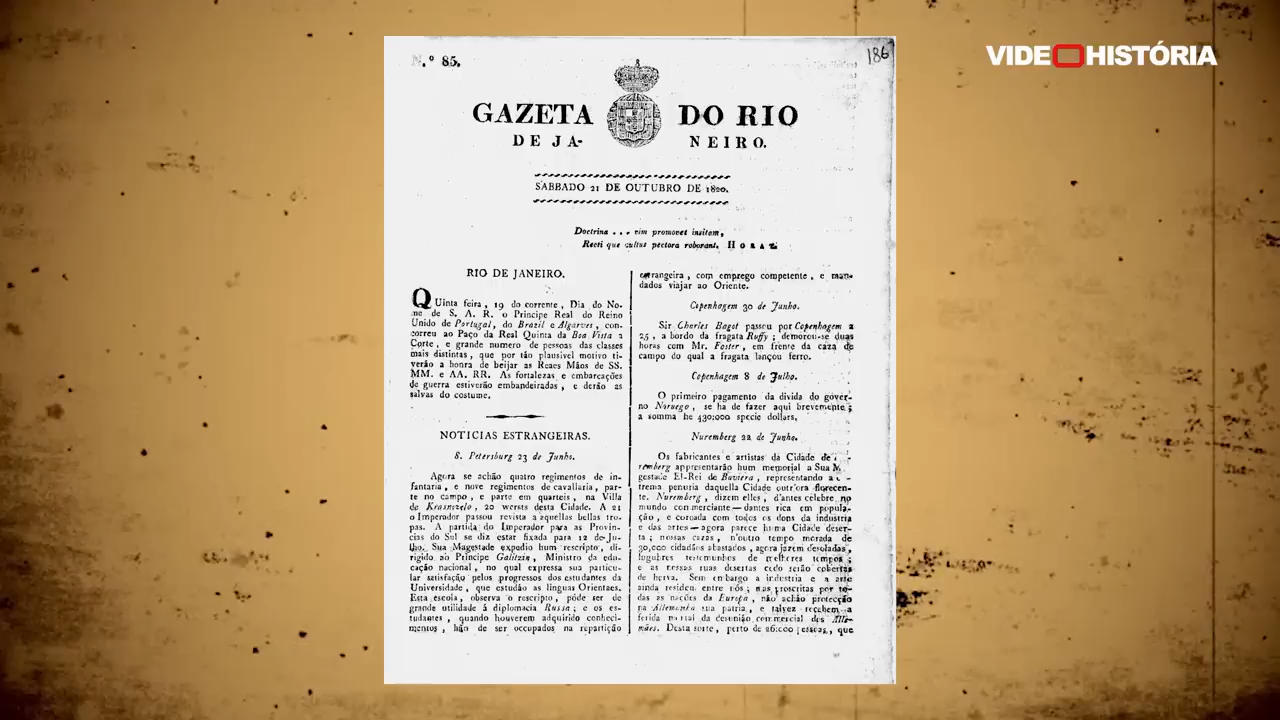 VIDEOHISTÓRIA
N.º 85.
186
GAZETA DO RIO
DE JA- NEIRO.
SABBADO 21 DE OUTUBRO DE 1820.
Doctrina . . . vim promovet insitam,
Recti que cultus pectora roborant. HORAT.
RIO DE JANEIRO.
QUinta feira, 19 do corrente, Dia do No-
me de S. A. R. o Principe Real do Reino
Unido de Portugal, do Brazil e Algarves, con-
correo ao Paço da Real Quinta da Boa Vista a
Corte, e grande numero de pessoas das classes
mais distintas, que por tão plausivel motivo ti-
verão a honra de beijar as Reaes Mãos de SS.
MM. e AA. RR. As fortalezas e embarcações
de guerra estiverão embandeiradas, e derão as
salvas do costume.
NOTICIAS ESTRANGEIRAS.
S. Petersburg 23 de Junho.
Agora se achão quatro regimentos de in-
fantaria, e nove regimentos de cavallaria, par-
te no campo, e parte em quarteis, na Villa
de Krasnozelo, 20 wersts desta Cidade. A 21
o Imperador passou revista a aquellas bellas tro-
pas. A partida do Imperador para as Provin-
cias do Sul se diz estar fixada para 12 de Ju-
lho. Sua Magestade expedio hum rescripto, di-
rigido ao Principe Galitzin, Ministro da edu-
cação nacional, no qual expressa sua particu-
lar satisfação pelos progressos dos estudantes da
Universidade, que estudão as linguas Orientaes.
Esta escola, observa o rescripto, póde ser de
grande utilidade á diplomacia Russa; e os es-
tudantes, quando houverem adquirido conheci-
mentos, hão de ser occupados na repartição
estrangeira, com emprego competente, e man-
dados viajar ao Oriente.
Copenhagem 30 de Junho.
Sir Charles Bagot passou por Copenhagem a
25, a bordo da fragata Ruffy; demorou-se duas
horas com Mr. Foster, em frente da caza de
campo do qual a fragata lançou ferro.
Copenhagem 8 de Julho.
O primeiro pagamento da divida do gover-
no Noruego, se ha de fazer aqui brevemente;
a somma he 430:000 specie dollars.
Nuremberg 22 de Junho.
Os fabricantes e artistas da Cidade de
remberg appresentarão hum memorial a Sua M
gestade El-Rei de Baviera, representando a
trema penuria daquella Cidade outr'ora florecen-
te. Nuremberg, dizem elles, d'antes celebre no
mundo commerciante — dantes rica em popula-
ção, e coroada com todos os dons da industria
e das artes — agora parece huma Cidade deser-
ta; nossas cazas, n'outro tempo morada de
90,000 cidadãos abastados, agora jazem desoladas,
lugubres testemunhos de melhores tempos;
e as nessas ruas desertas cedo serão cobertas
de herva. Sem embargo a industria e a arte
ainda residem entre nós; mas proscritas por to-
das as nações da Europa, não achão protecção
na Allemanha sua patria, e talvez recebem a
ferida mortal da desunião commercial dos Alle-
mães. Desta sorte, perto de 26:000 pessoas, que